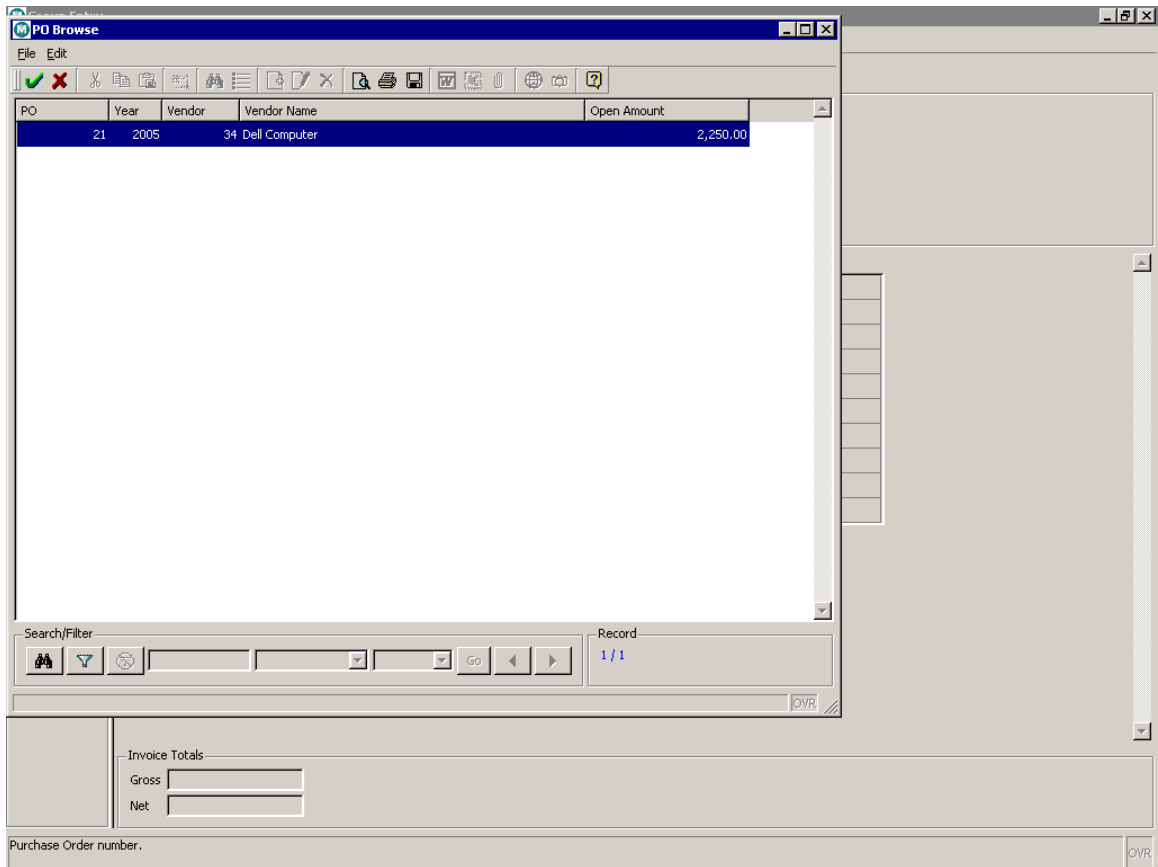 PO Browse
File Edit
PO Year Vendor Vendor Name Open Amount
21 2005 34 Dell Computer 2,250.00
Search/Filter
Record
Go
1 / 1
OVR
Invoice Totals
Gross
Net
Purchase Order number.
OVR